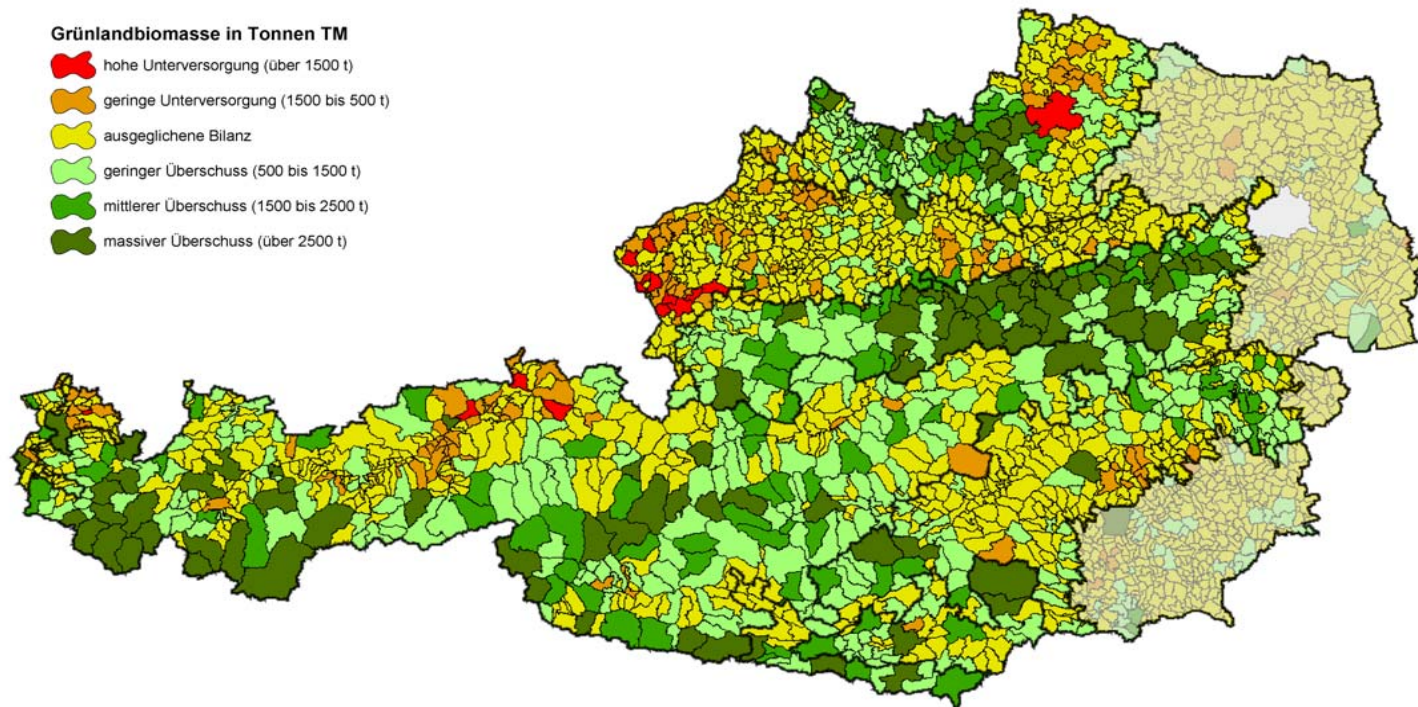 Grünlandbiomasse in Tonnen TM
hohe Unterversorgung (über 1500 t)
geringe Unterversorgung (1500 bis 500 t)
ausgeglichene Bilanz
geringer Überschuss (500 bis 1500 t)
mittlerer Überschuss (1500 bis 2500 t)
massiver Überschuss (über 2500 t)